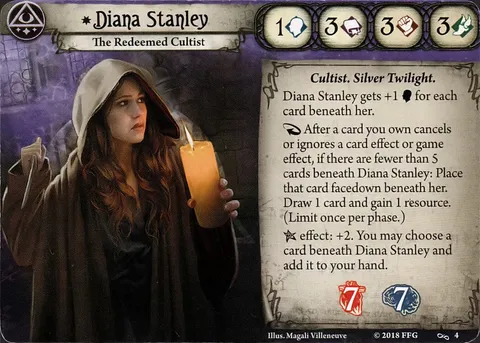 Diana Stanley
The Redeemed Cultist
1 3 3 3
Cultist. Silver Twilight.
Diana Stanley gets +1 for each
card beneath her.
After a card you own cancels
or ignores a card effect or game
effect, if there are fewer than 5
cards beneath Diana Stanley: Place
that card facedown beneath her.
Draw 1 card and gain 1 resource.
(Limit once per phase.)
effect: +2. You may choose a
card beneath Diana Stanley and
add it to your hand.
7 7
Illus. Magali Villeneuve © 2018 FFG 4